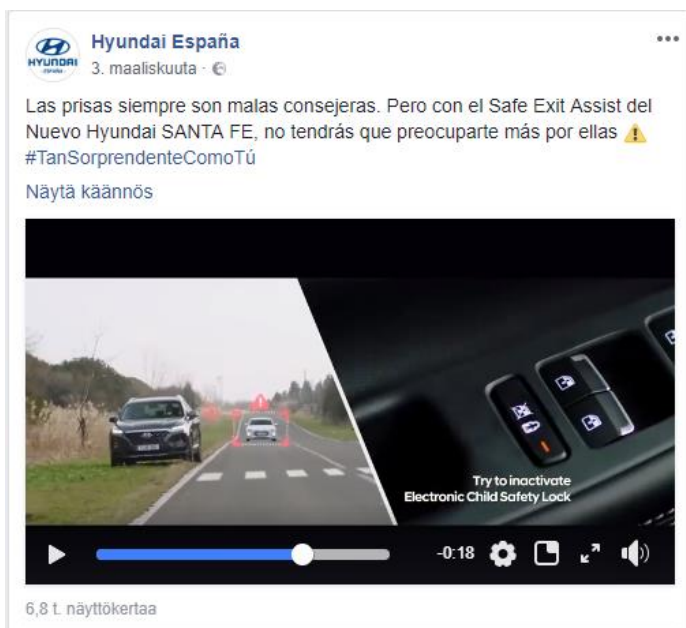 HYUNDAI
ESPAÑA
Hyundai España
3. maaliskuuta ·
Las prisas siempre son malas consejeras. Pero con el Safe Exit Assist del
Nuevo Hyundai SANTA FE, no tendrás que preocuparte más por ellas
#TanSorprendenteComoTú
Näytä käännös
Try to inactivate
Electronic Child Safety Lock
-0:18
6,8 t. näyttökertaa